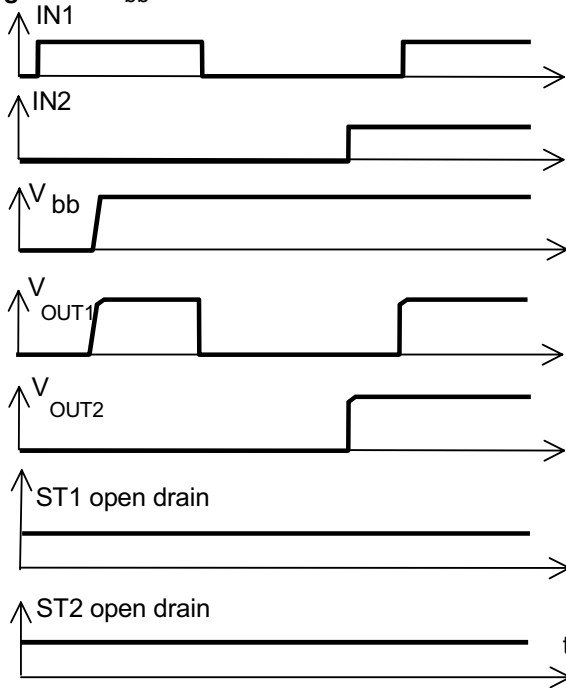 IN1
IN2
V bb
V OUT1
V OUT2
ST1 open drain
ST2 open drain
t